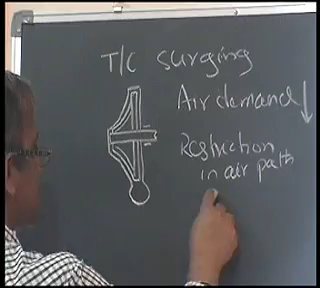 T/C surging
Air demand ↓
Restriction
in air path